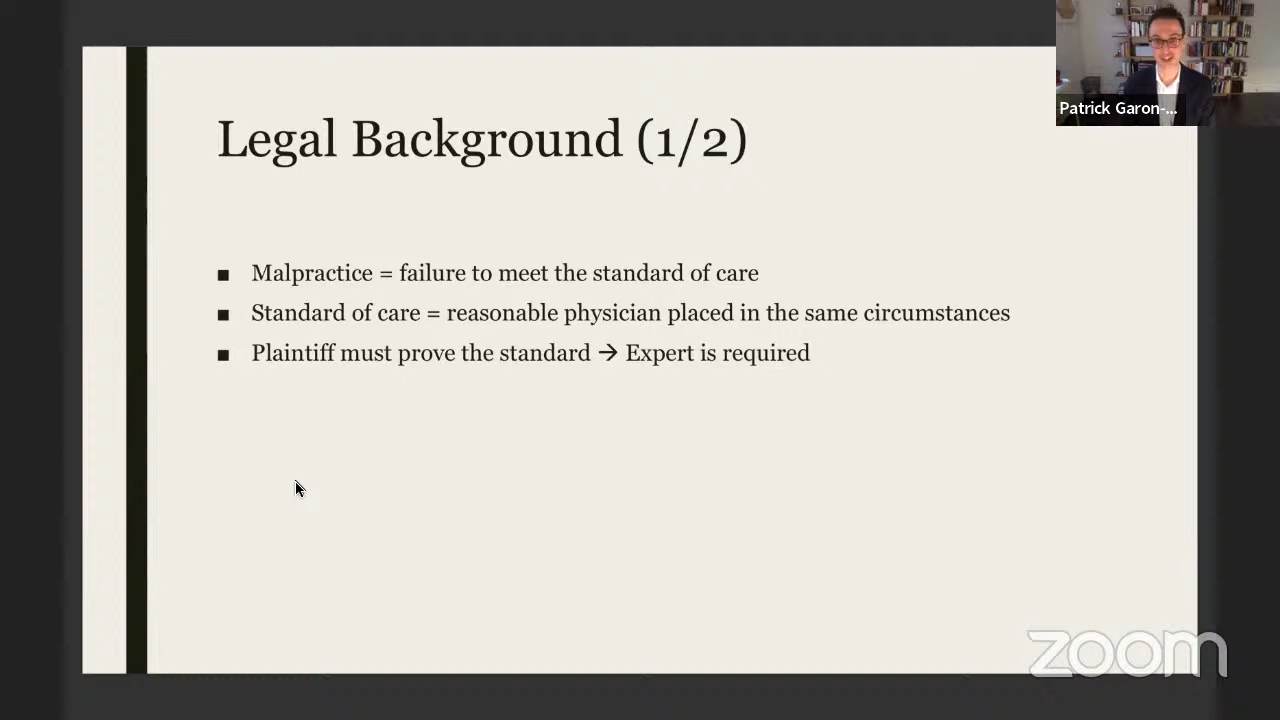 Patrick Garon-...
Legal Background (1/2)
■ Malpractice = failure to meet the standard of care
■ Standard of care = reasonable physician placed in the same circumstances
■ Plaintiff must prove the standard → Expert is required
zoom